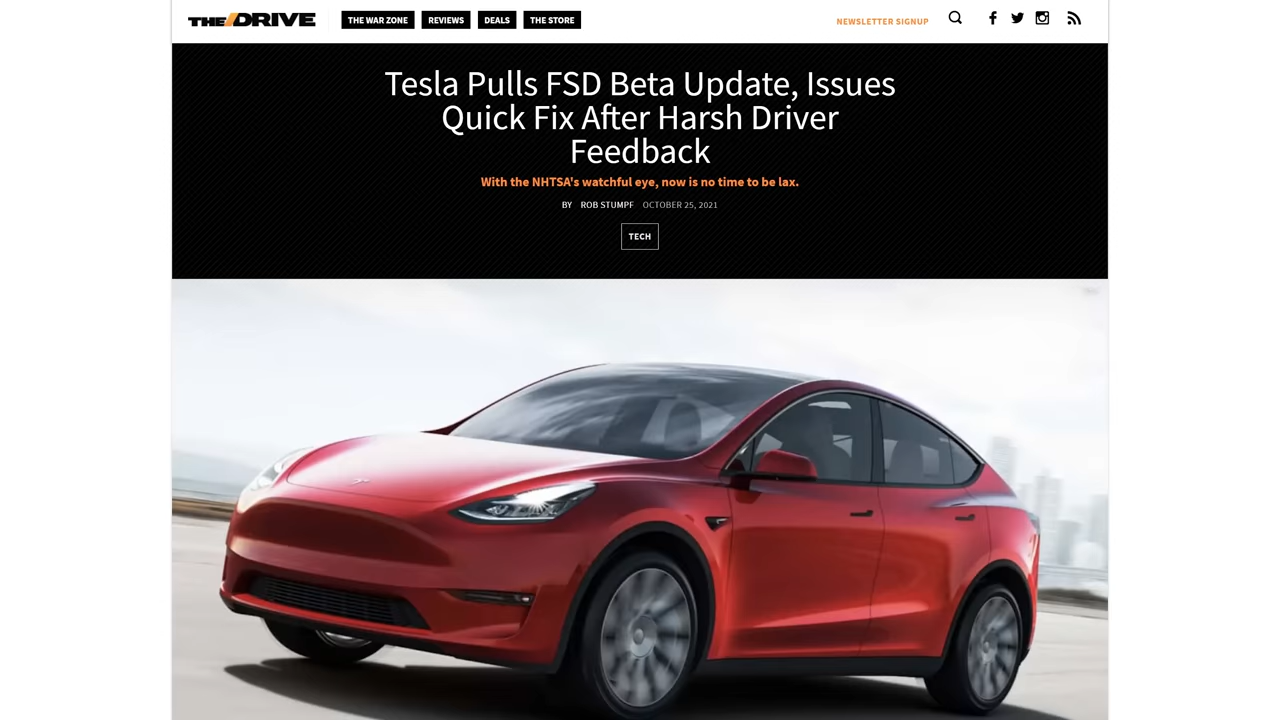 THE DRIVE THE WAR ZONE REVIEWS DEALS THE STORE NEWSLETTER SIGNUP
Tesla Pulls FSD Beta Update, Issues
Quick Fix After Harsh Driver
Feedback
With the NHTSA's watchful eye, now is no time to be lax.
BY ROB STUMPF OCTOBER 25, 2021
TECH